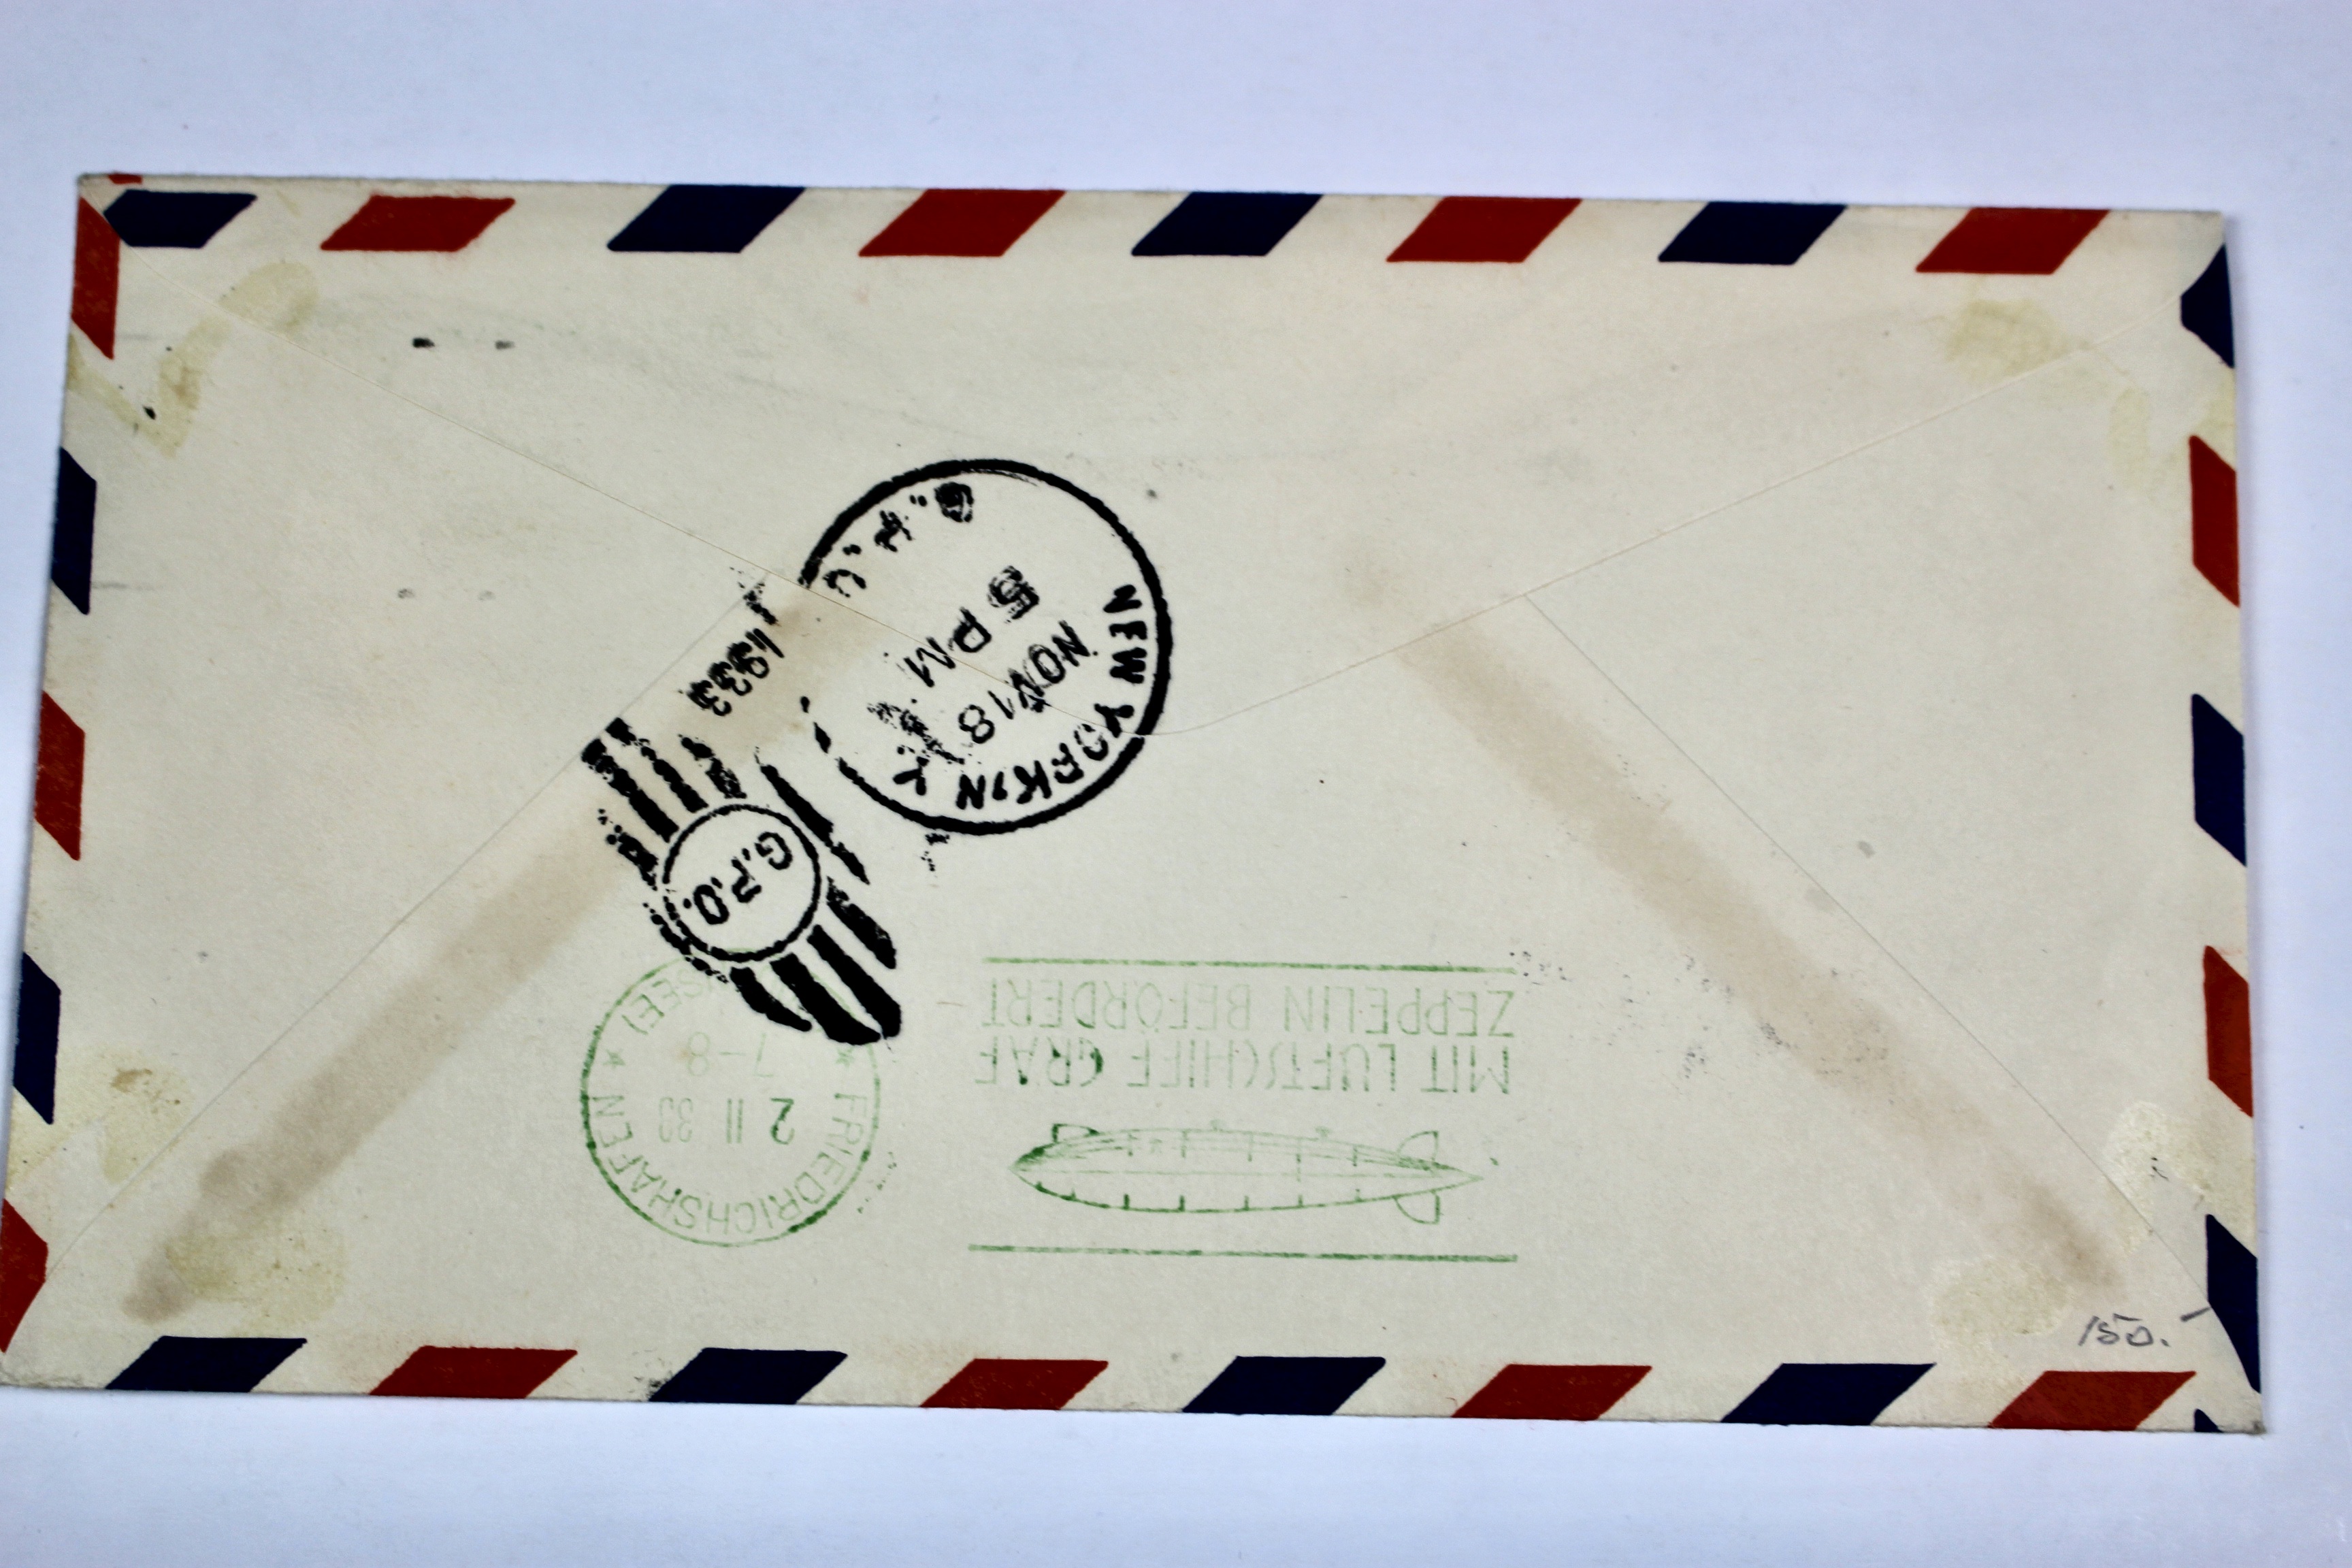 G.P.O.
NEW YORK, N.Y.
NOV 18
5 PM
1933
G.P.O.
FRIEDRICHSHAFEN
2 11 33
7-8
MIT LUFTSCHIFF GRAF
ZEPPELIN BEFÖRDERT
150.